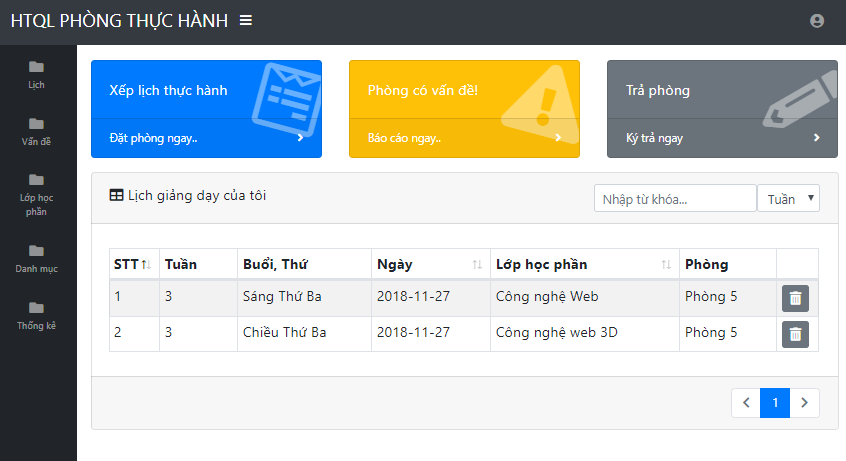 HTQL PHÒNG THỰC HÀNH
Lịch
Vấn đề
Lớp học
phần
Danh mục
Thống kê
Xếp lịch thực hành
Đặt phòng ngay..
Phòng có vấn đề!
Báo cáo ngay..
Trả phòng
Ký trả ngay
Lịch giảng dạy của tôi
Nhập từ khóa... Tuần
STT Tuần Buổi, Thứ Ngày Lớp học phần Phòng
1 3 Sáng Thứ Ba 2018-11-27 Công nghệ Web Phòng 5
2 3 Chiều Thứ Ba 2018-11-27 Công nghệ web 3D Phòng 5
1